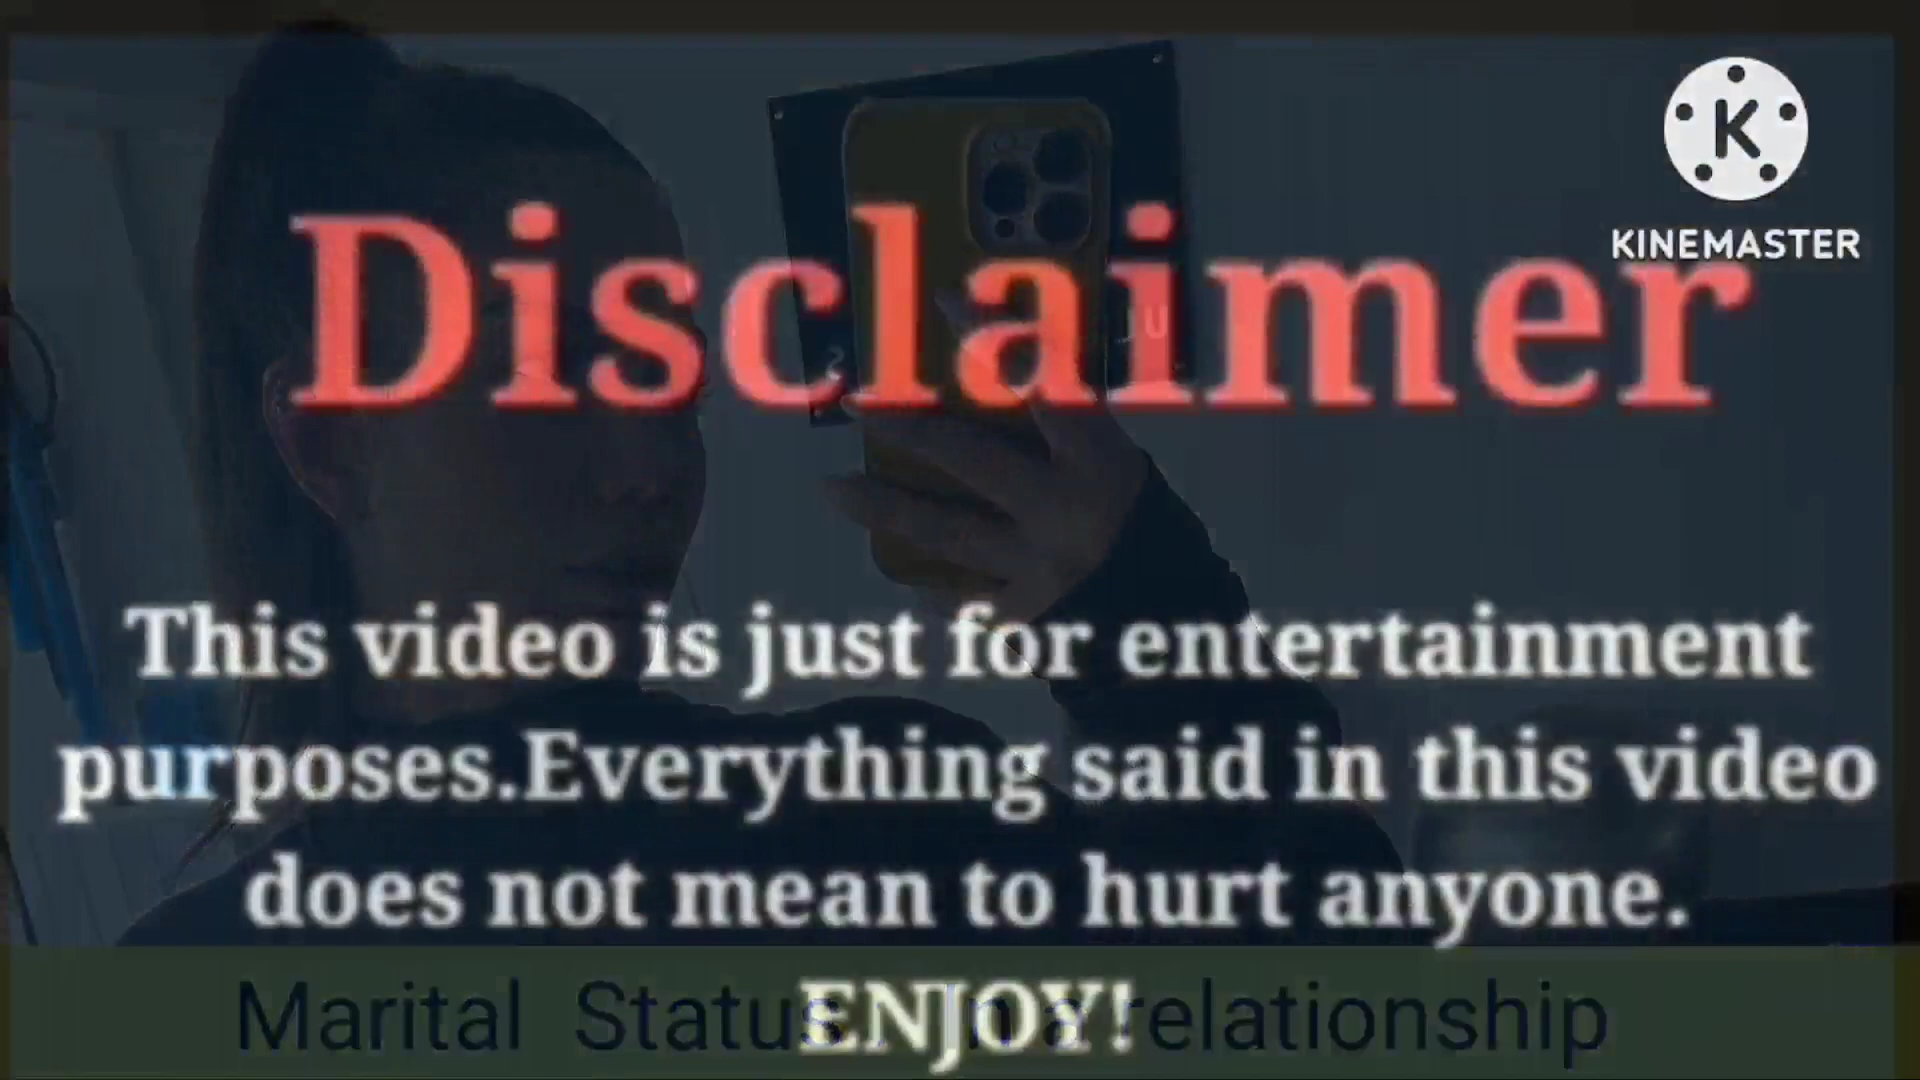 K
KINEMASTER
Disclaimer
This video is just for entertainment
purposes.Everything said in this video
does not mean to hurt anyone.
ENJOY!
Marital Status In a relationship